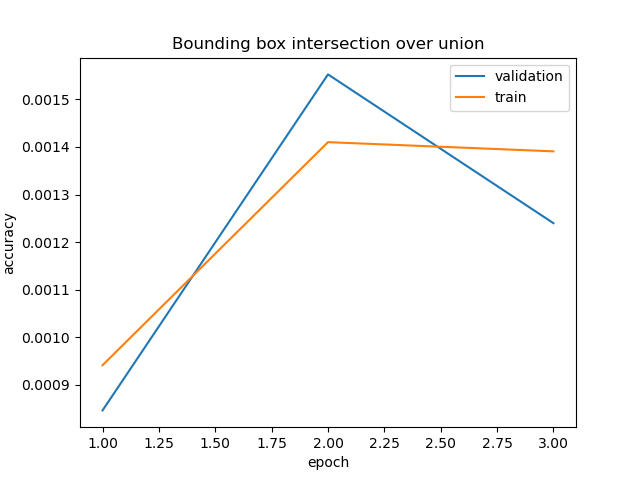 Bounding box intersection over union
validation
train
0.0015
0.0014
0.0013
0.0012
0.0011
0.0010
0.0009
accuracy
1.00 1.25 1.50 1.75 2.00 2.25 2.50 2.75 3.00
epoch